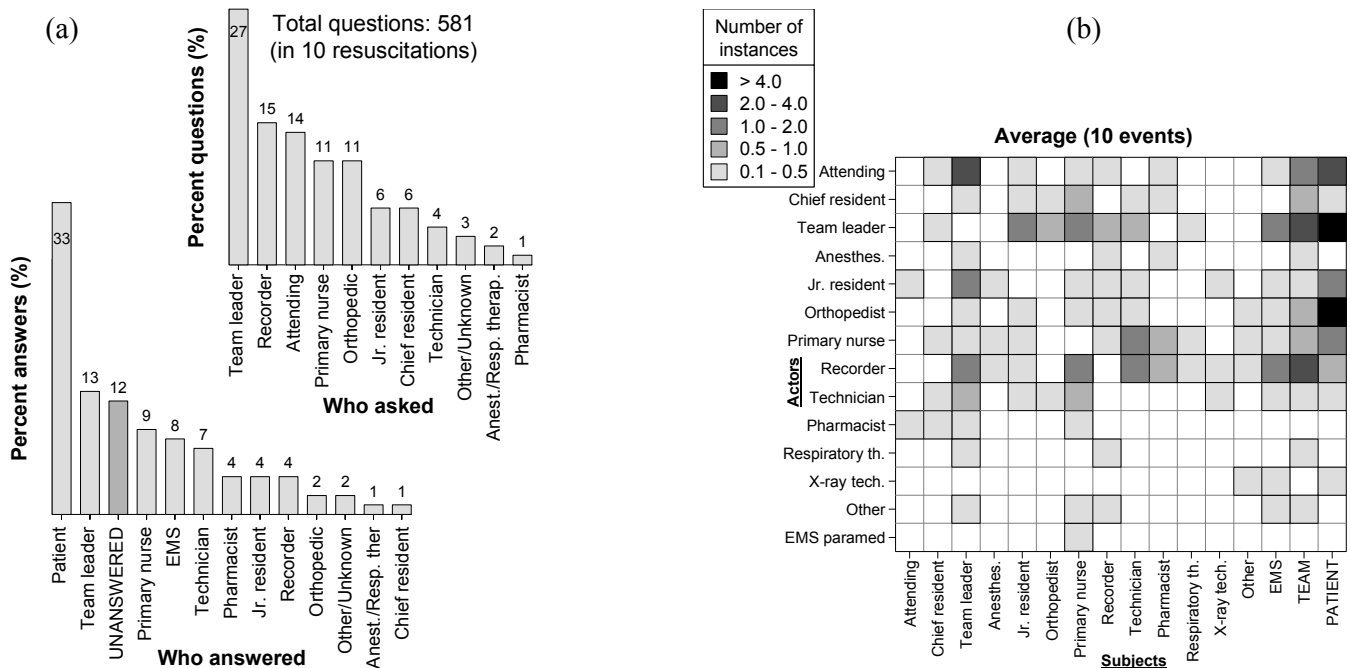 (a)
Total questions: 581
(in 10 resuscitations)
Percent questions (%)
27
15
14
11
11
6
6
4
3
2
1
Team leader
Recorder
Attending
Primary nurse
Orthopedic
Jr. resident
Chief resident
Technician
Other/Unknown
Anest./Resp. therap.
Pharmacist
Who asked
Percent answers (%)
33
13
12
9
8
7
4
4
4
2
2
1
1
Patient
Team leader
UNANSWERED
Primary nurse
EMS
Technician
Pharmacist
Jr. resident
Recorder
Orthopedic
Other/Unknown
Anest./Resp. ther
Chief resident
Who answered
(b)
Number of
instances
> 4.0
2.0 - 4.0
1.0 - 2.0
0.5 - 1.0
0.1 - 0.5
Average (10 events)
Actors
Attending
Chief resident
Team leader
Anesthes.
Jr. resident
Orthopedist
Primary nurse
Recorder
Technician
Pharmacist
Respiratory th.
X-ray tech.
Other
EMS paramed
Attending
Chief resident
Team leader
Anesthes.
Jr. resident
Orthopedist
Primary nurse
Recorder
Technician
Pharmacist
Respiratory th.
X-ray tech.
Other
EMS
TEAM
PATIENT
Subjects